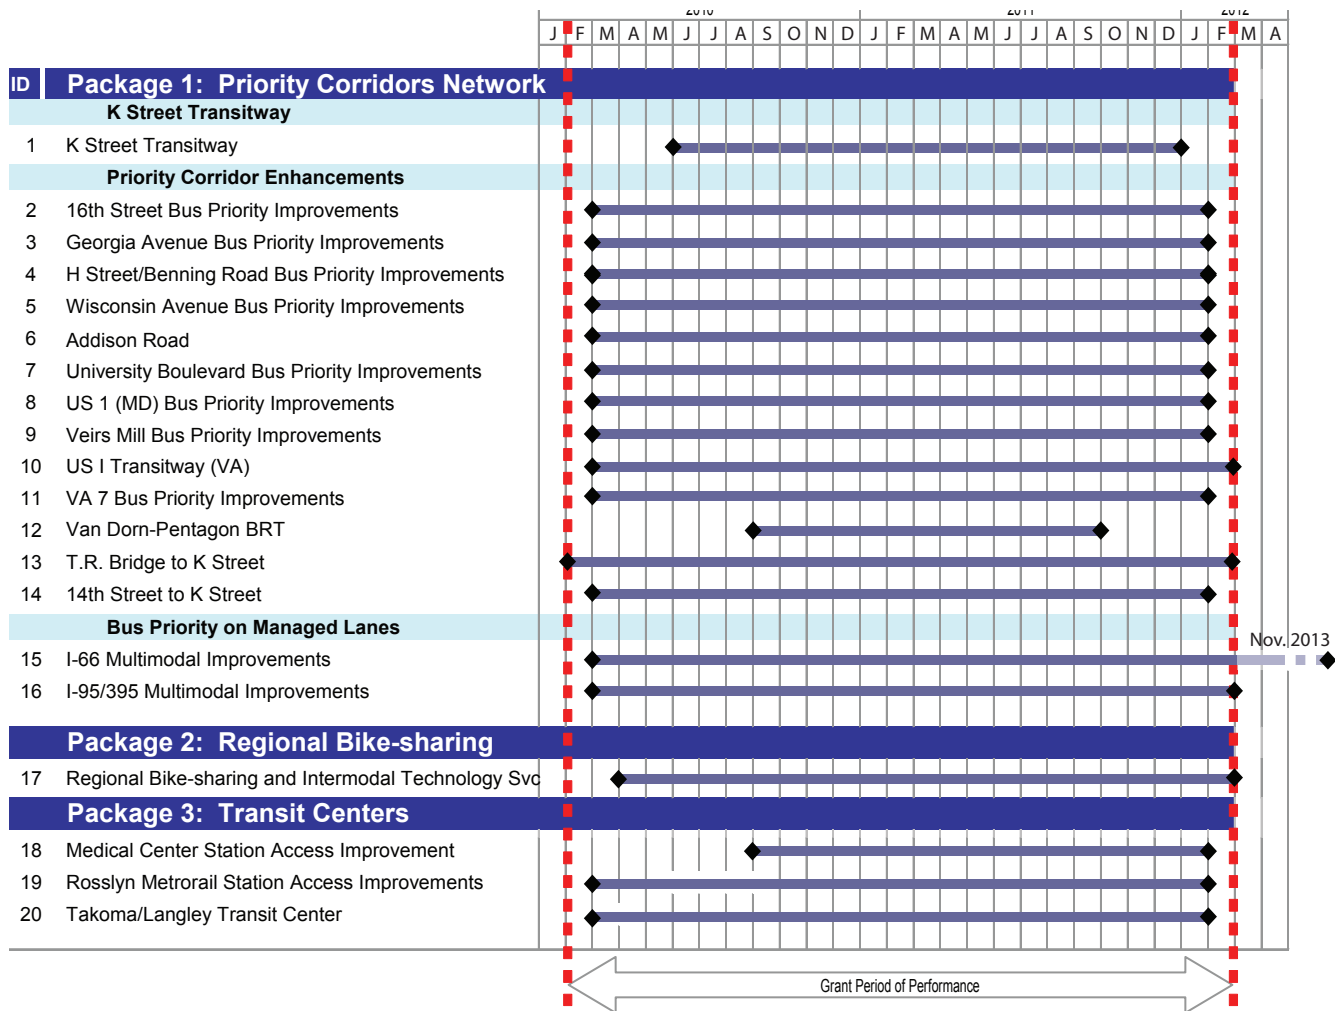 2010 2011 2012
J F M A M J J A S O N D J F M A M J J A S O N D J F M A
ID Package 1: Priority Corridors Network
K Street Transitway
1 K Street Transitway
Priority Corridor Enhancements
2 16th Street Bus Priority Improvements
3 Georgia Avenue Bus Priority Improvements
4 H Street/Benning Road Bus Priority Improvements
5 Wisconsin Avenue Bus Priority Improvements
6 Addison Road
7 University Boulevard Bus Priority Improvements
8 US 1 (MD) Bus Priority Improvements
9 Veirs Mill Bus Priority Improvements
10 US I Transitway (VA)
11 VA 7 Bus Priority Improvements
12 Van Dorn-Pentagon BRT
13 T.R. Bridge to K Street
14 14th Street to K Street
Bus Priority on Managed Lanes
Nov. 2013
15 I-66 Multimodal Improvements
16 I-95/395 Multimodal Improvements
Package 2: Regional Bike-sharing
17 Regional Bike-sharing and Intermodal Technology Svc
Package 3: Transit Centers
18 Medical Center Station Access Improvement
19 Rosslyn Metrorail Station Access Improvements
20 Takoma/Langley Transit Center
Grant Period of Performance